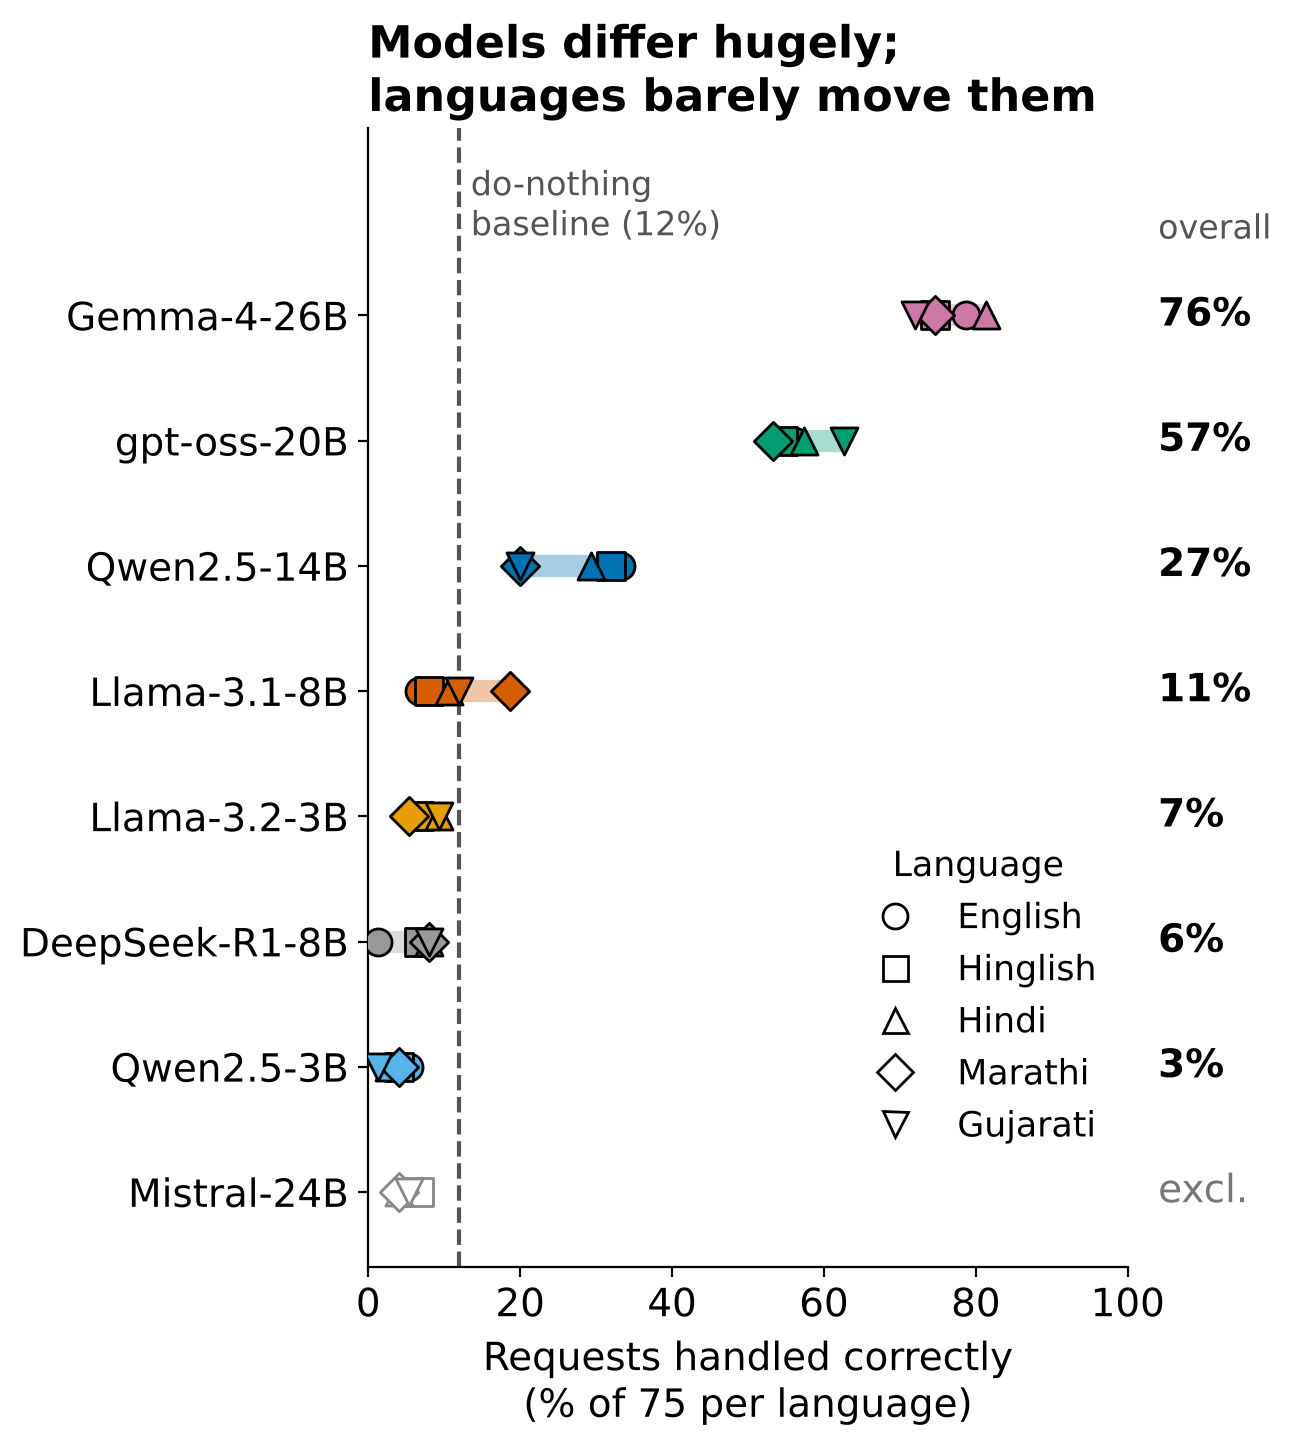 Models differ hugely;
languages barely move them
do-nothing
baseline (12%)
overall
Gemma-4-26B
76%
gpt-oss-20B
57%
Qwen2.5-14B
27%
Llama-3.1-8B
11%
Llama-3.2-3B
7%
Language
English
Hinglish
Hindi
Marathi
Gujarati
DeepSeek-R1-8B
6%
Qwen2.5-3B
3%
Mistral-24B
excl.
0 20 40 60 80 100
Requests handled correctly
(% of 75 per language)